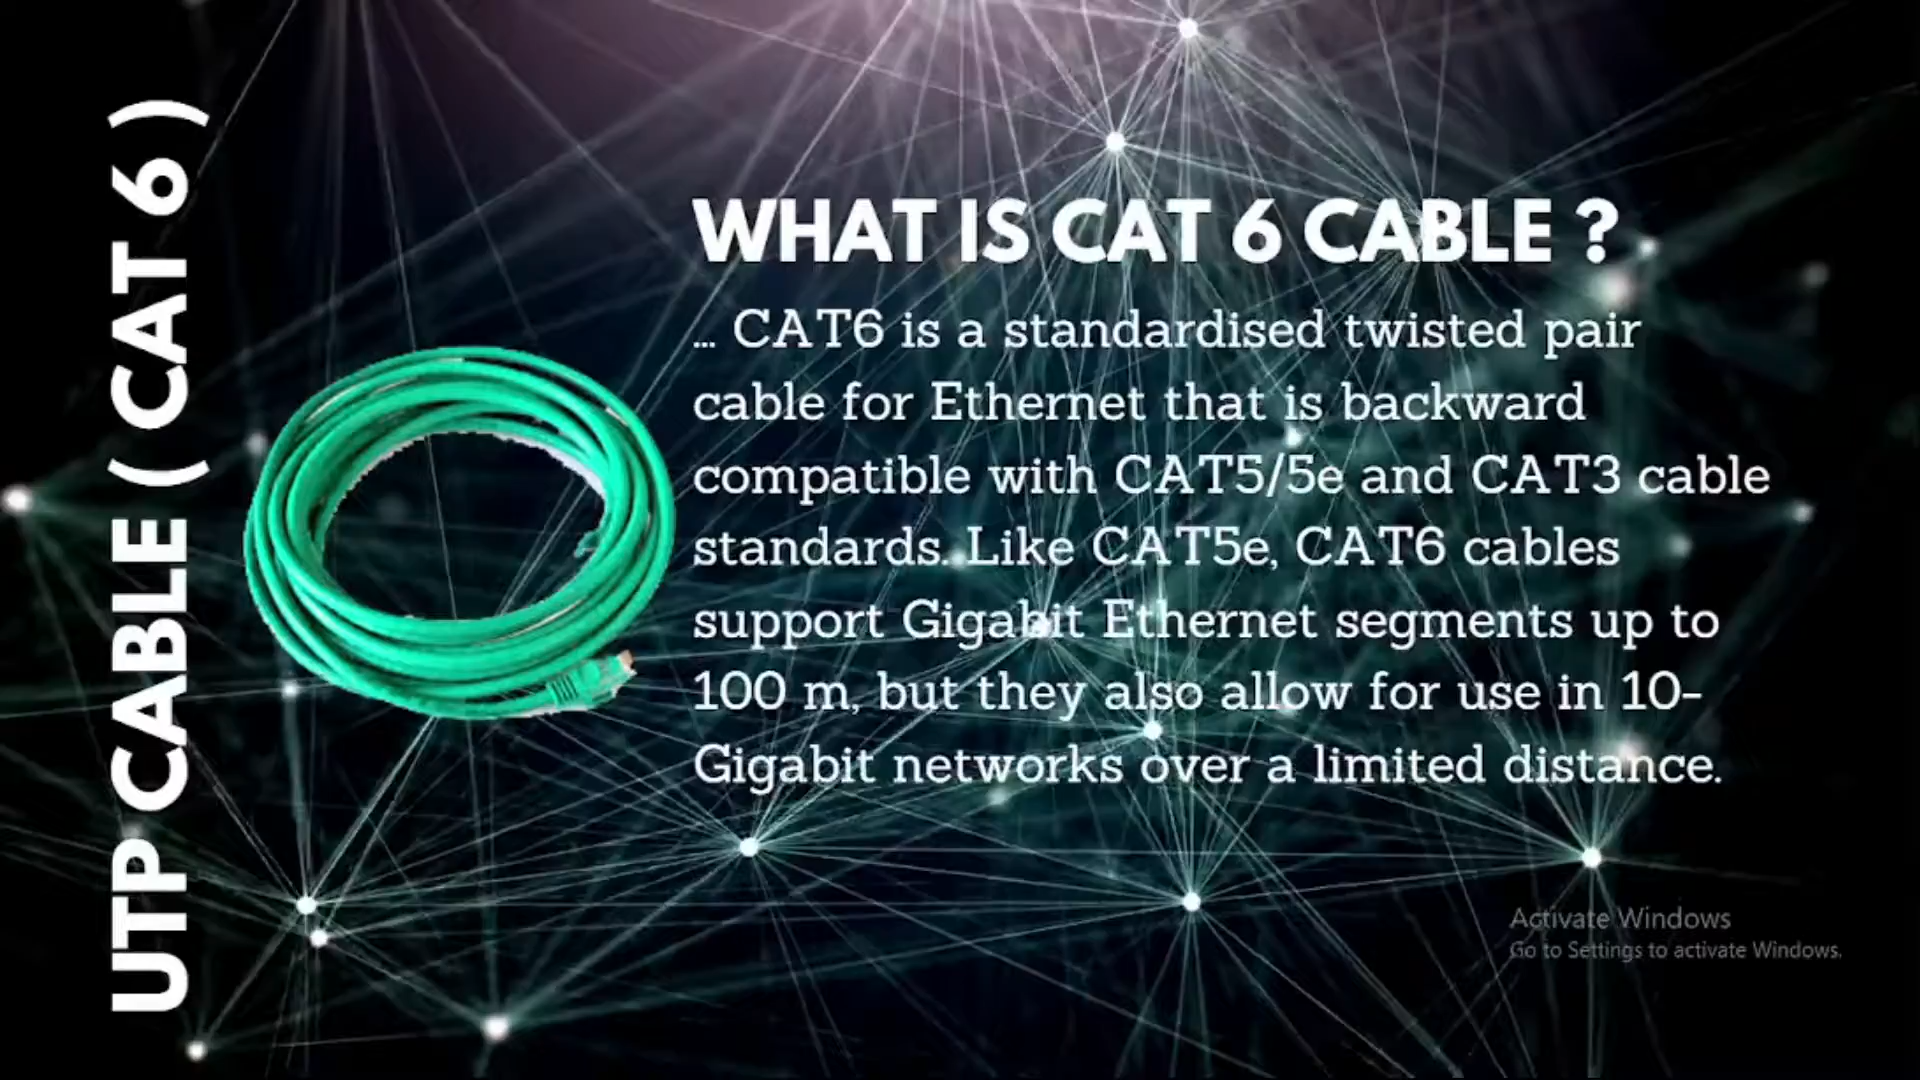 UTP CABLE ( CAT 6 )
WHAT IS CAT 6 CABLE ?
... CAT6 is a standardised twisted pair
cable for Ethernet that is backward
compatible with CAT5/5e and CAT3 cable
standards. Like CAT5e, CAT6 cables
support Gigabit Ethernet segments up to
100 m, but they also allow for use in 10-
Gigabit networks over a limited distance.
Activate Windows
Go to Settings to activate Windows.